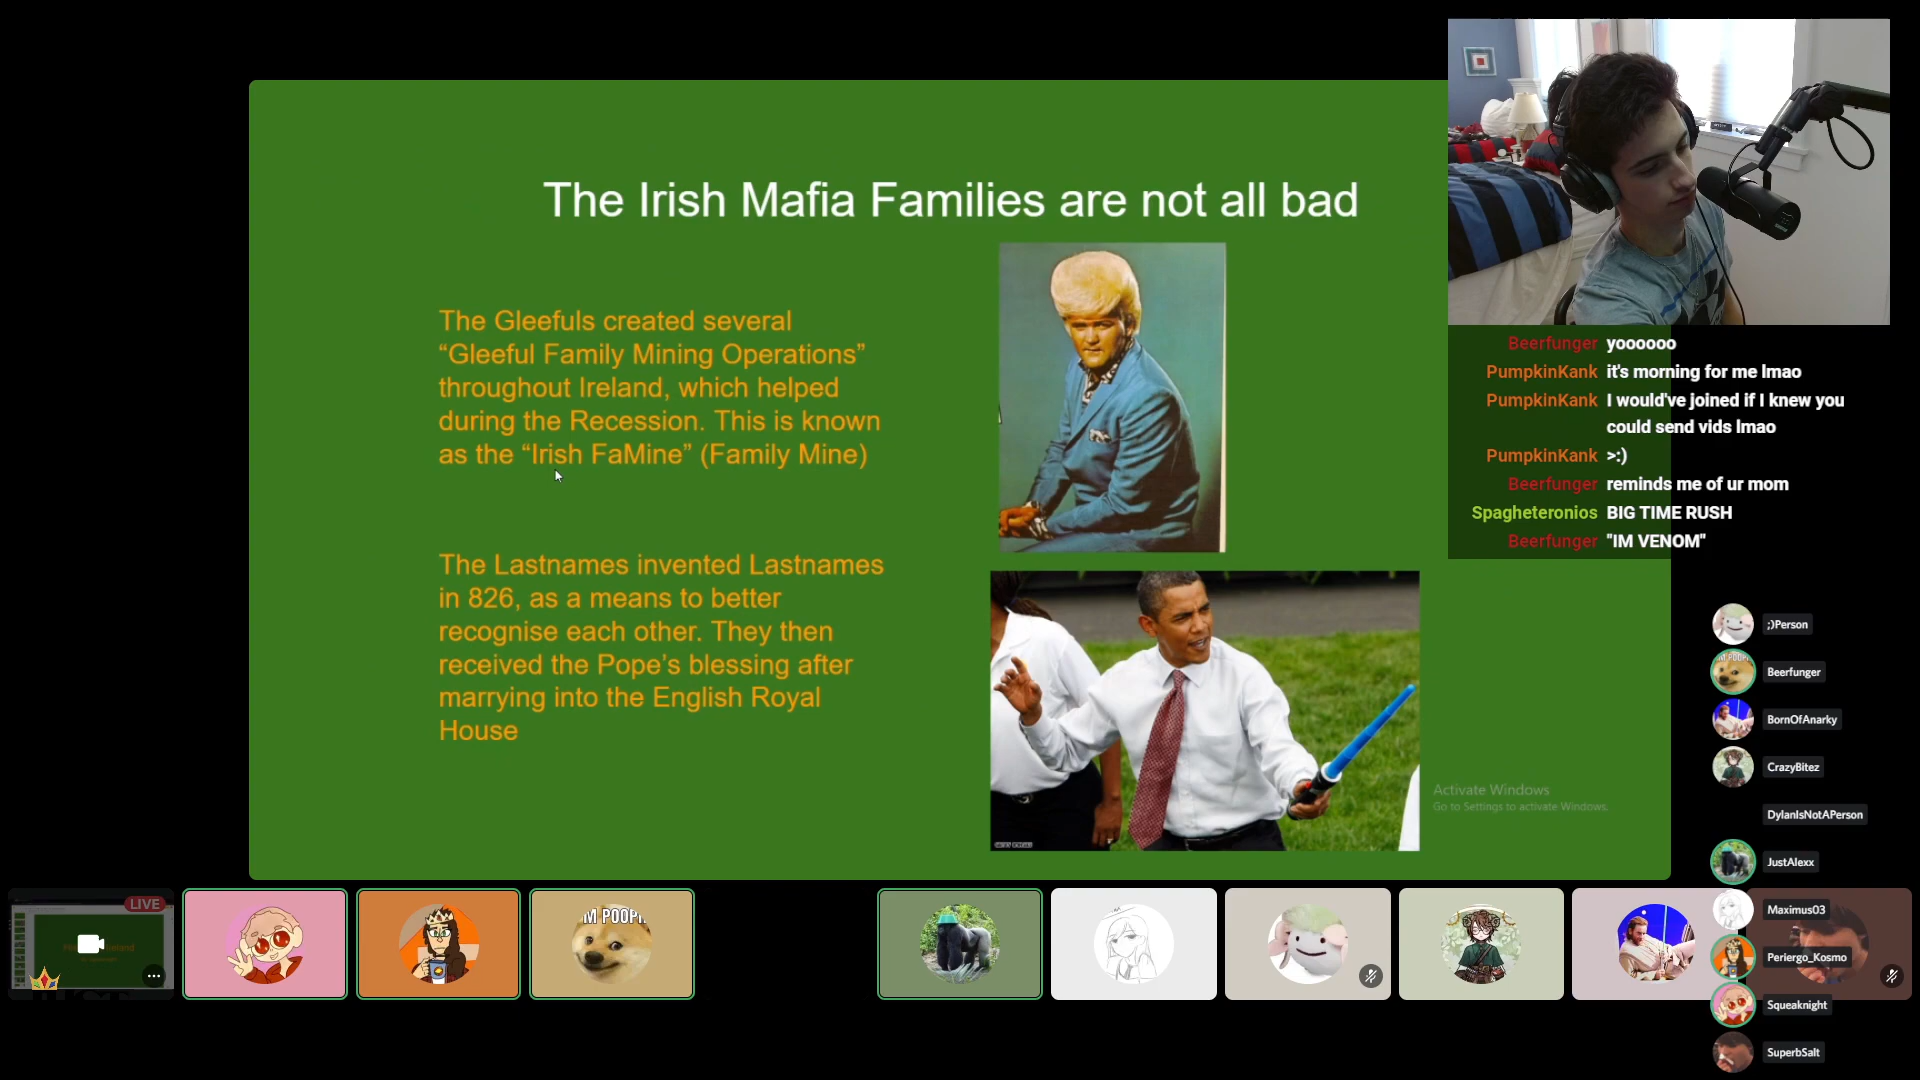 The Irish Mafia Families are not all bad
The Gleefuls created several
“Gleeful Family Mining Operations”
throughout Ireland, which helped
during the Recession. This is known
as the “Irish FaMine” (Family Mine)
The Lastnames invented Lastnames
in 826, as a means to better
recognise each other. They then
received the Pope’s blessing after
marrying into the English Royal
House
Activate Windows
Go to Settings to activate Windows.
Beerfunger yoooooo
PumpkinKank it's morning for me lmao
PumpkinKank I would've joined if I knew you
could send vids lmao
PumpkinKank >:)
Beerfunger reminds me of ur mom
Spagheteronios BIG TIME RUSH
Beerfunger "IM VENOM"
;)Person
Beerfunger
BornOfAnarky
CrazyBitez
DylanIsNotAPerson
JustAlexx
Maximus03
Periergo_Kosmo
Squeaknight
SuperbSalt
LIVE